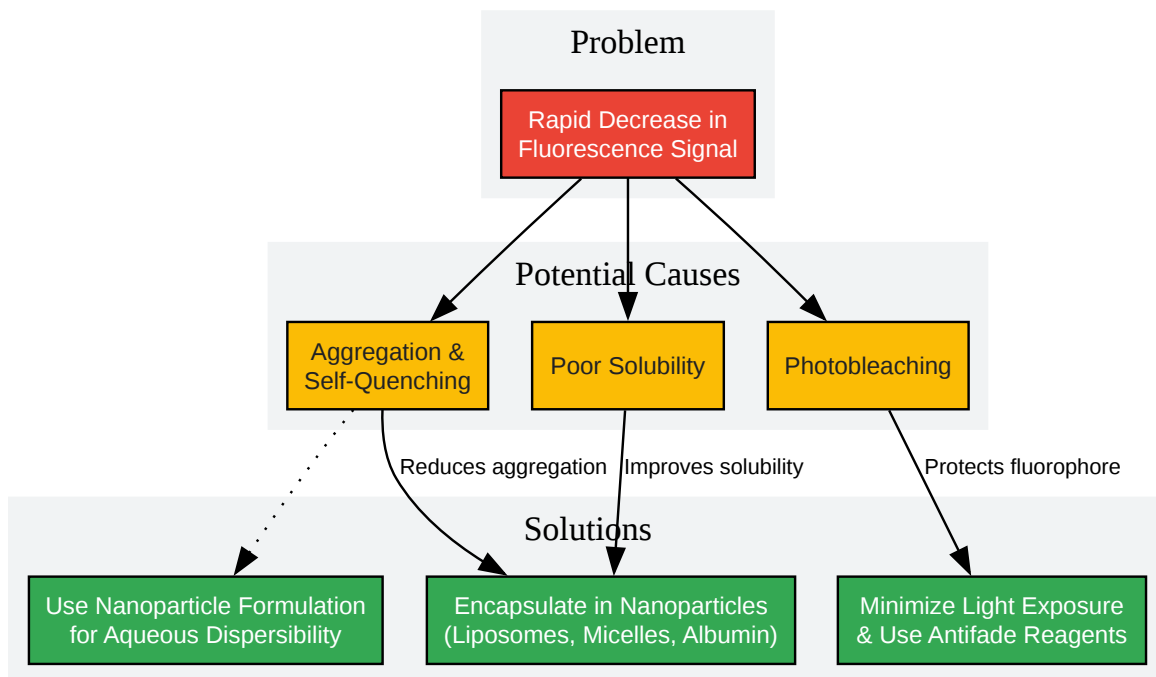 Problem
Rapid Decrease in
Fluorescence Signal
Potential Causes
Aggregation &
Self-Quenching
Poor Solubility
Photobleaching
Reduces aggregation
Improves solubility
Protects fluorophore
Solutions
Use Nanoparticle Formulation
for Aqueous Dispersibility
Encapsulate in Nanoparticles
(Liposomes, Micelles, Albumin)
Minimize Light Exposure
& Use Antifade Reagents